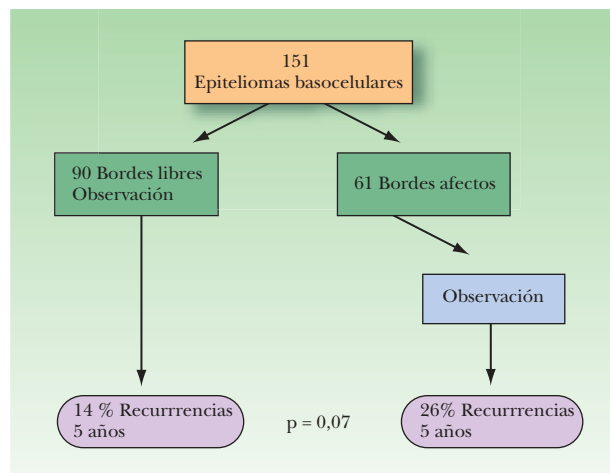 151
Epiteliomas basocelulares
90 Bordes libres
Observación
61 Bordes afectos
Observación
14 % Recurrrencias
5 años
p = 0,07
26% Recurrrencias
5 años